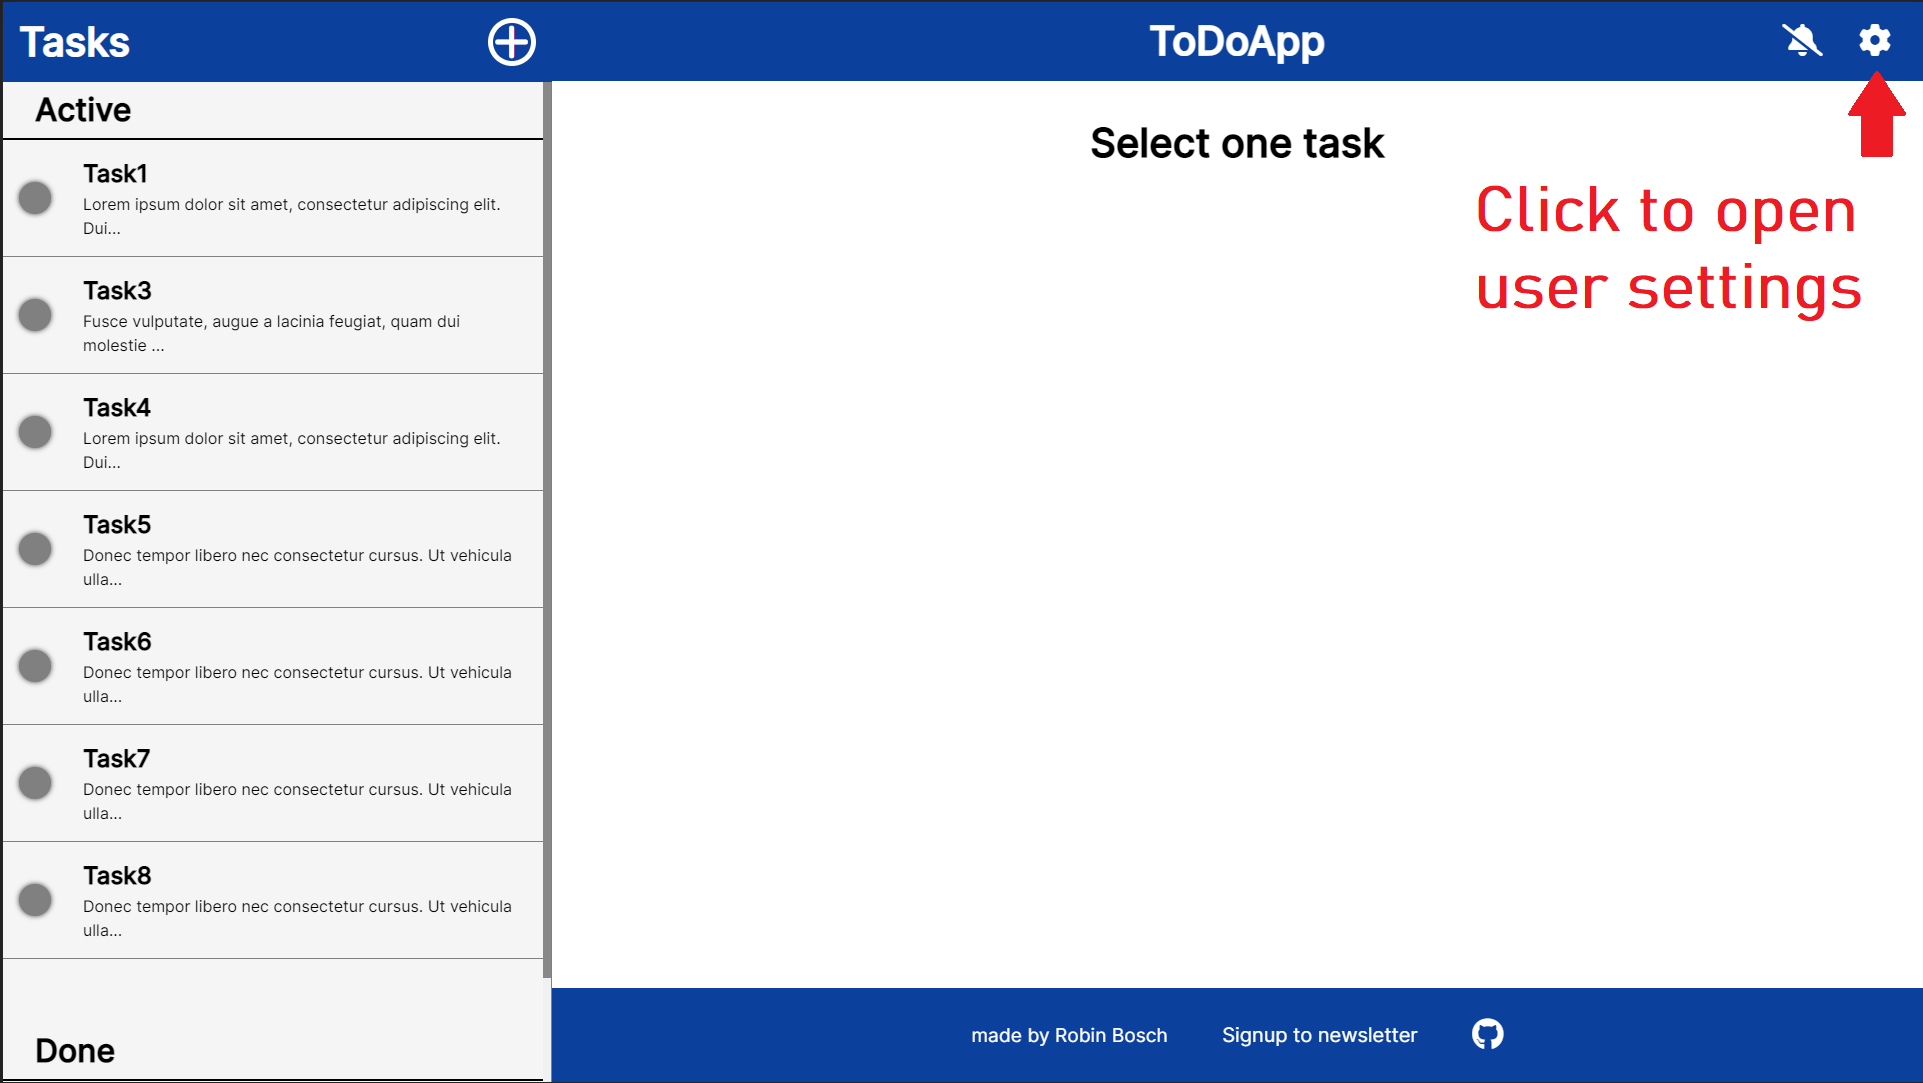 Tasks
ToDoApp
Active
Task1
Lorem ipsum dolor sit amet, consectetur adipiscing elit.
Dui...
Task3
Fusce vulputate, augue a lacinia feugiat, quam dui
molestie ...
Task4
Lorem ipsum dolor sit amet, consectetur adipiscing elit.
Dui...
Task5
Donec tempor libero nec consectetur cursus. Ut vehicula
ulla...
Task6
Donec tempor libero nec consectetur cursus. Ut vehicula
ulla...
Task7
Donec tempor libero nec consectetur cursus. Ut vehicula
ulla...
Task8
Donec tempor libero nec consectetur cursus. Ut vehicula
ulla...
Done
Select one task
Click to open
user settings
made by Robin Bosch
Signup to newsletter